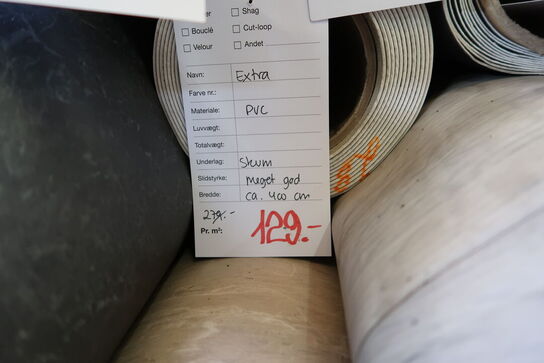 Shag
Bouclè
Cut-loop
Velour
Andet
Navn: Extra
Farve nr.:
Materiale: PVC
Luvvægt:
Totalvægt:
Underlag: Skum
Slidstyrke: meget god
Bredde: ca. 400 cm
279.-
Pr. m²: 129.-